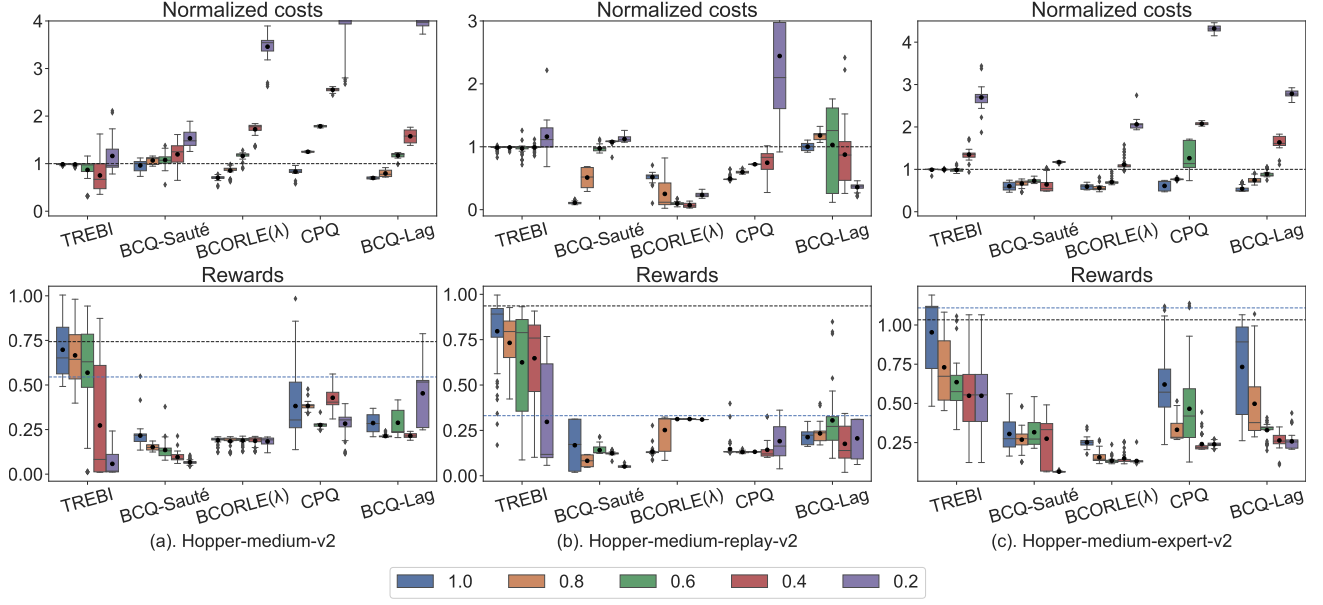 Normalized costs
4
3
2
1
0
TREBI
BCQ-Sauté
BCORLE(λ)
CPQ
BCQ-Lag
Normalized costs
3
2
1
0
TREBI
BCQ-Sauté
BCORLE(λ)
CPQ
BCQ-Lag
Normalized costs
4
3
2
1
0
TREBI
BCQ-Sauté
BCORLE(λ)
CPQ
BCQ-Lag
Rewards
1.00
0.75
0.50
0.25
0.00
TREBI
BCQ-Sauté
BCORLE(λ)
CPQ
BCQ-Lag
(a). Hopper-medium-v2
Rewards
1.00
0.75
0.50
0.25
0.00
TREBI
BCQ-Sauté
BCORLE(λ)
CPQ
BCQ-Lag
(b). Hopper-medium-replay-v2
Rewards
1.00
0.75
0.50
0.25
TREBI
BCQ-Sauté
BCORLE(λ)
CPQ
BCQ-Lag
(c). Hopper-medium-expert-v2
1.0 0.8 0.6 0.4 0.2